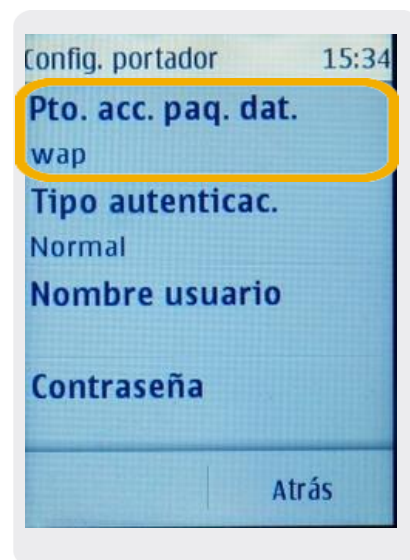 Config. portador 15:34
Pto. acc. paq. dat.
wap
Tipo autenticac.
Normal
Nombre usuario
Contraseña
Atrás